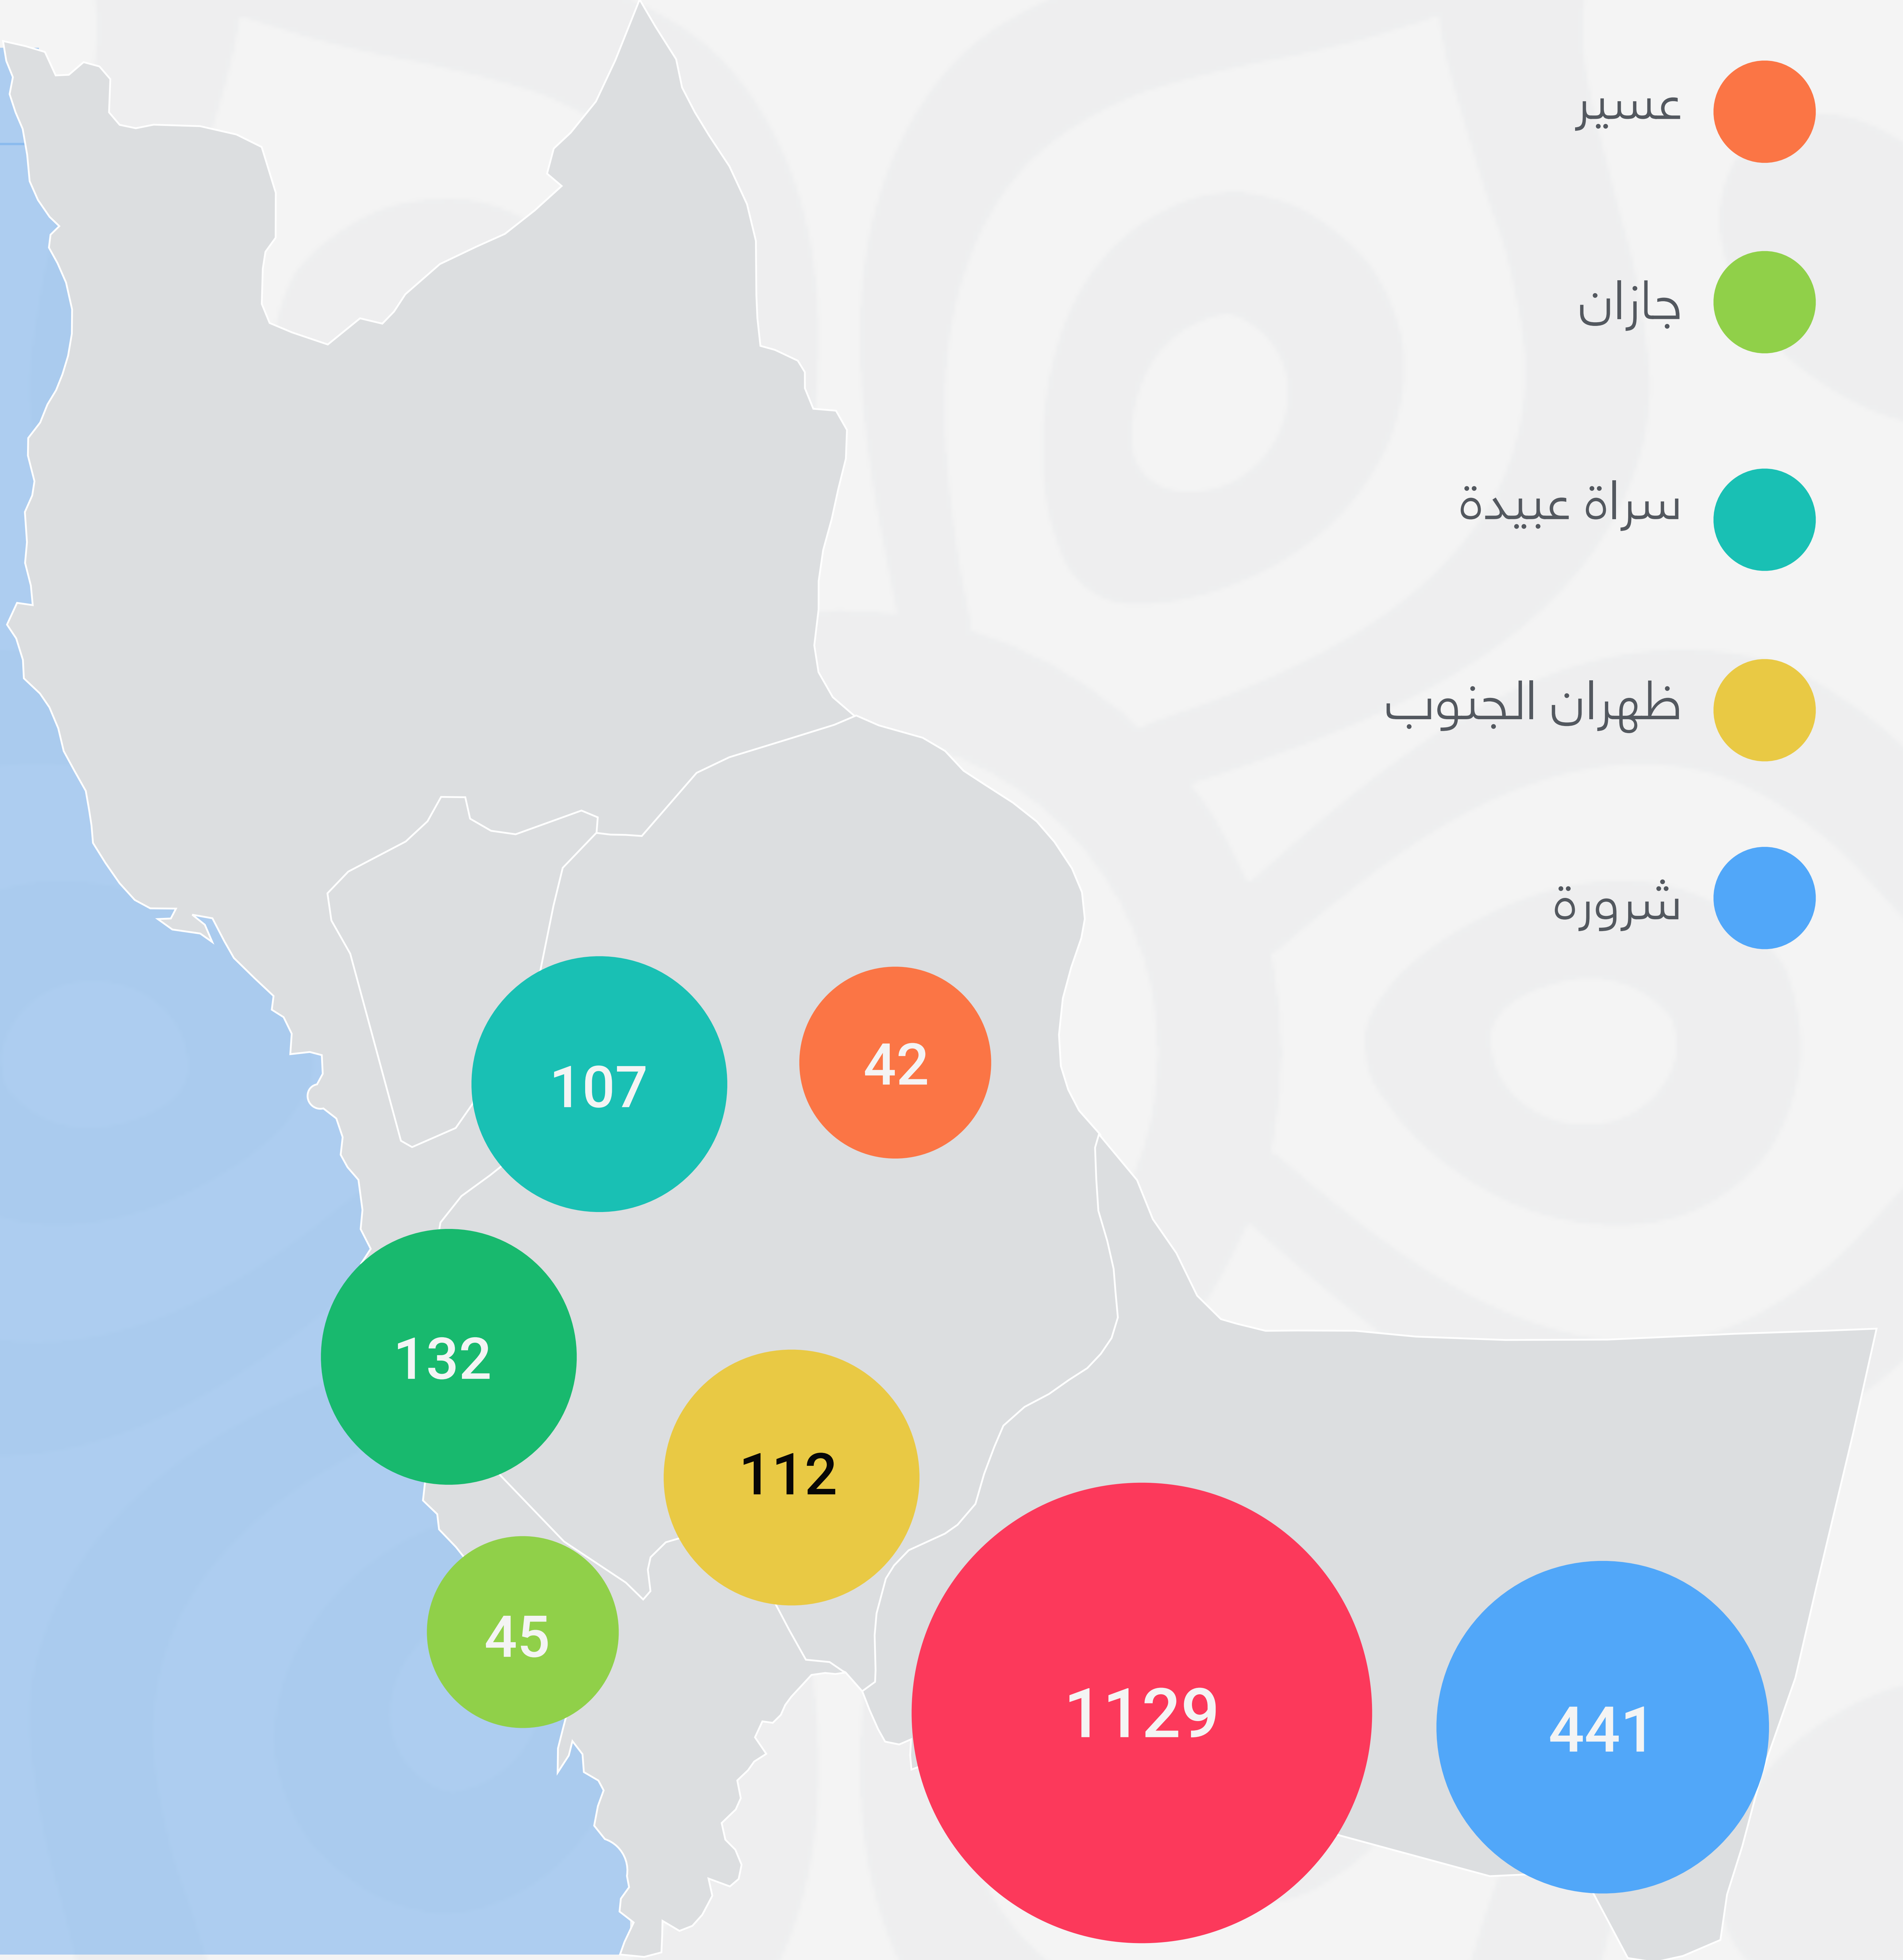 عسير
جازان
سراة عبيدة
ظهران الجنوب
شرورة
107
42
132
112
45
1129
441